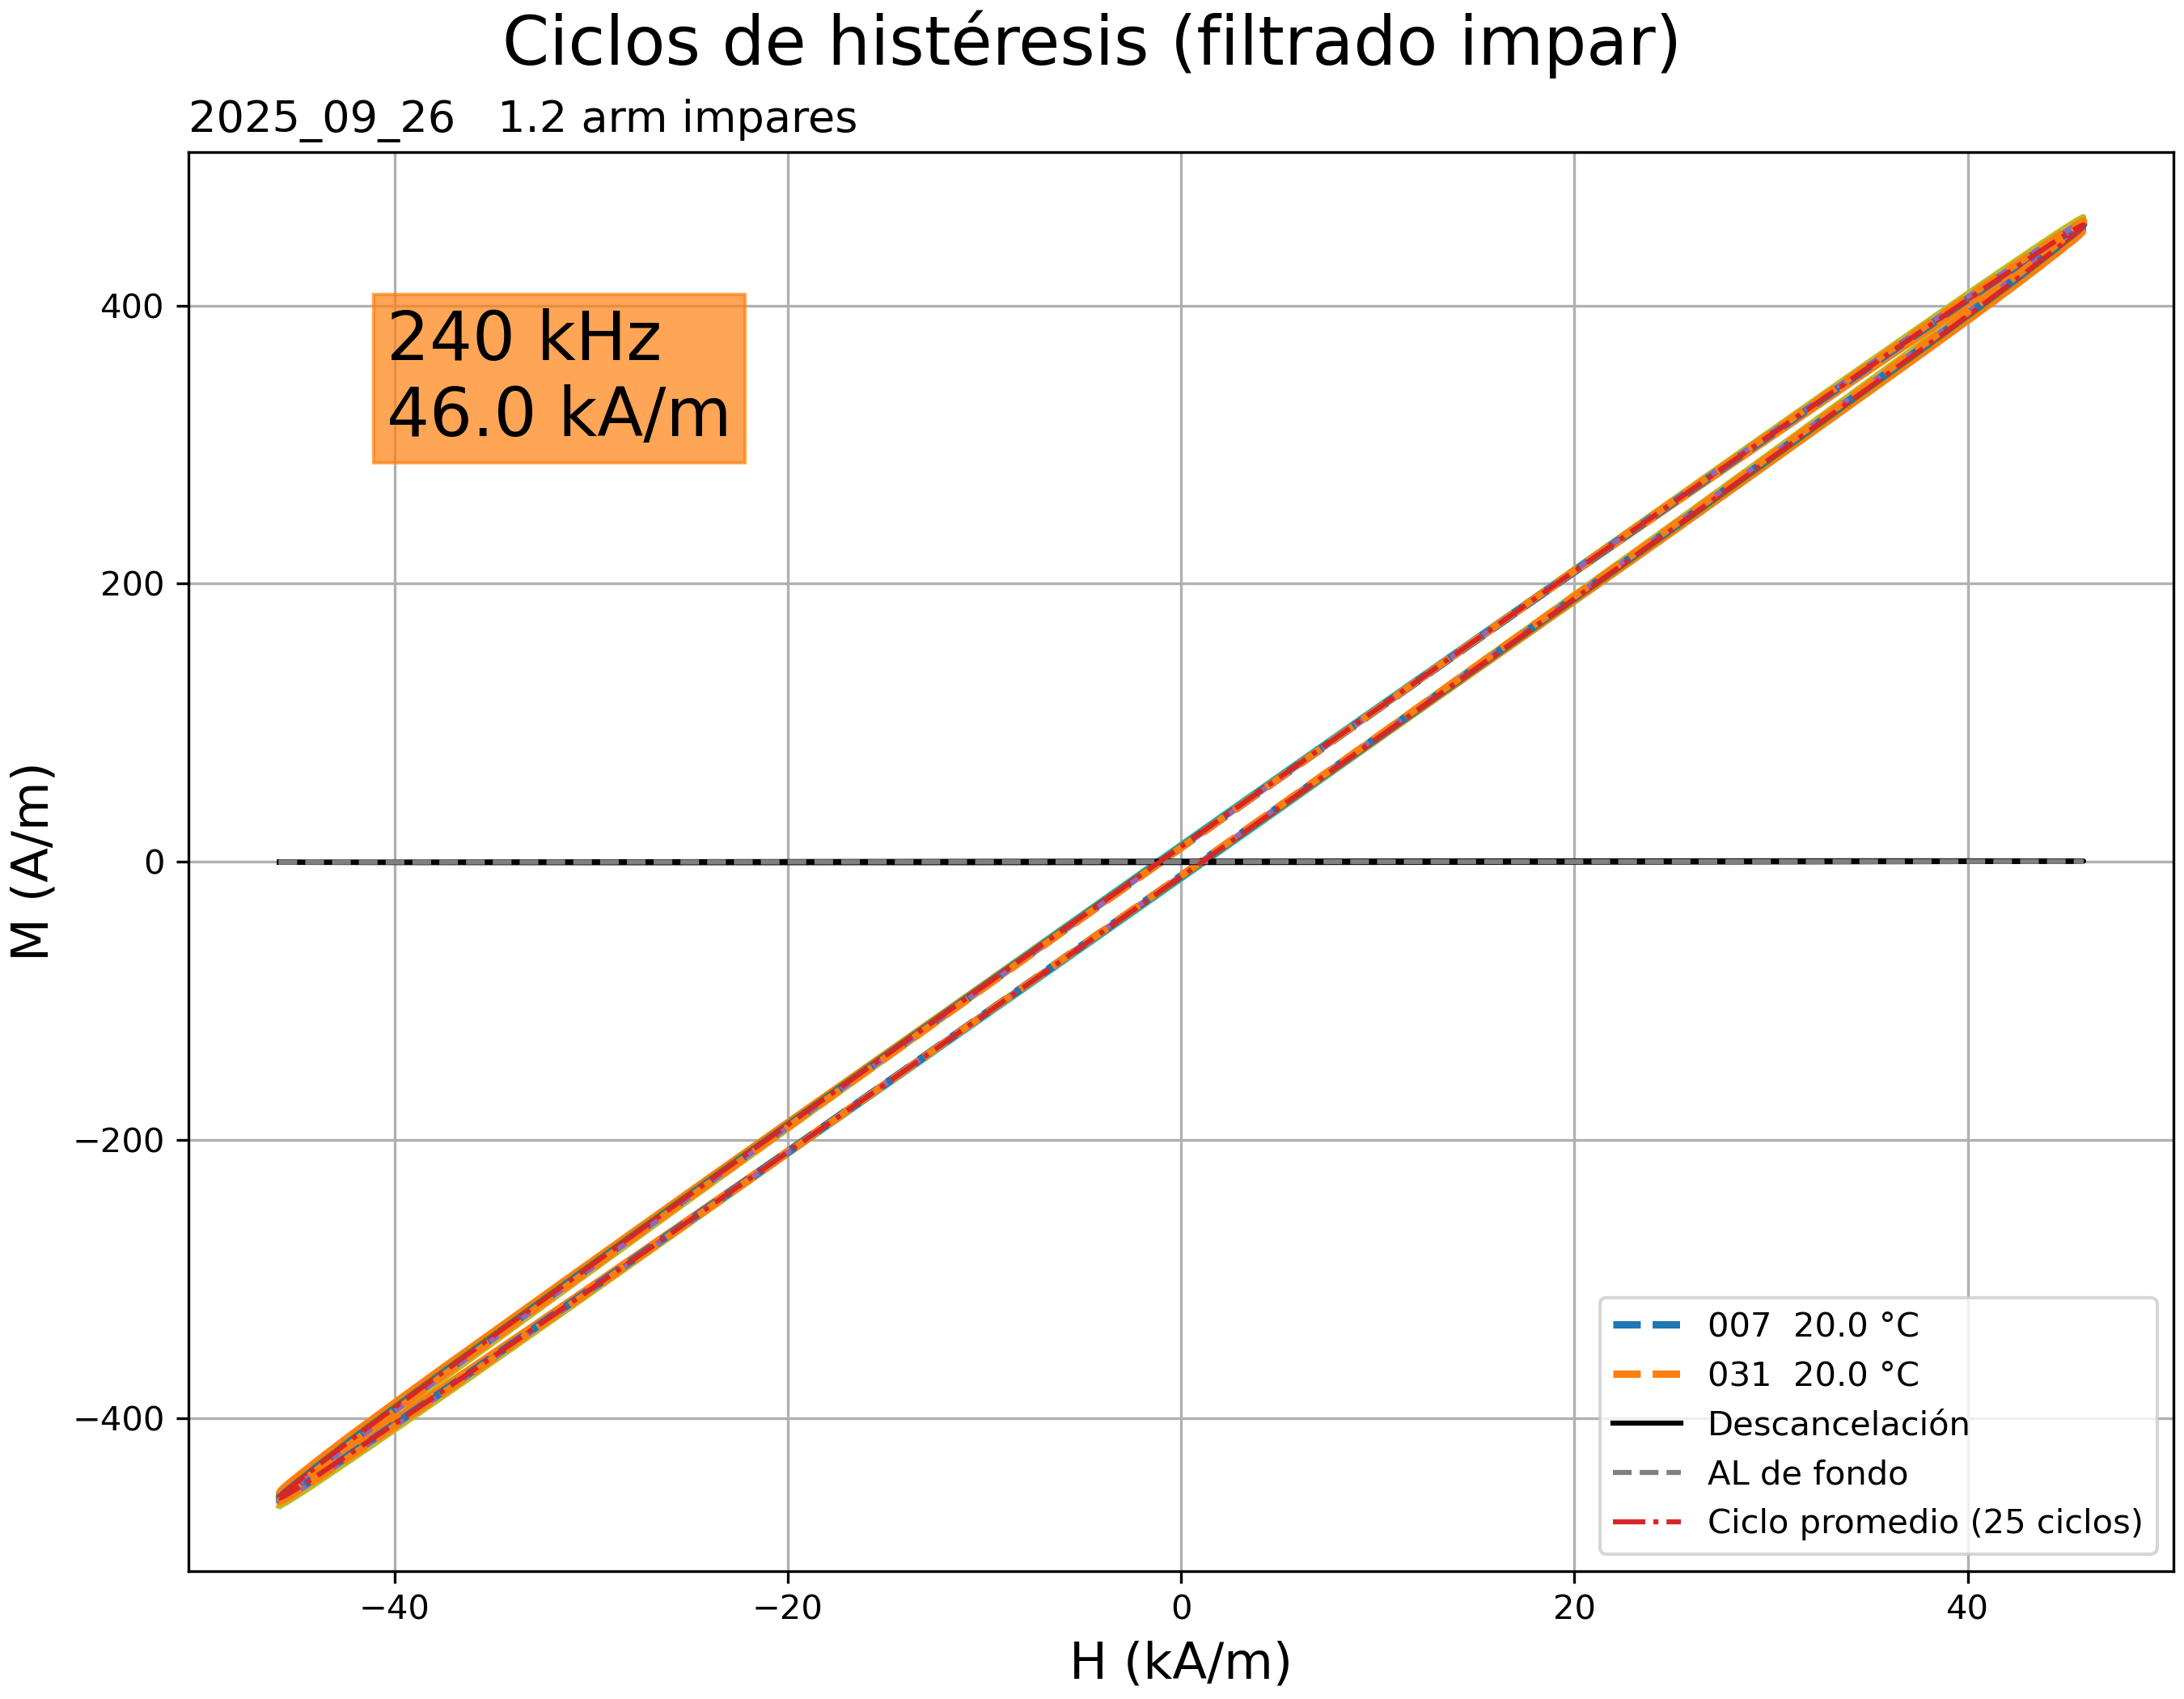 Ciclos de histéresis (filtrado impar)
2025_09_26   1.2 arm impares
240 kHz
46.0 kA/m
M (A/m)
400
200
0
−200
−400
007  20.0 °C
031  20.0 °C
Descancelación
AL de fondo
Ciclo promedio (25 ciclos)
−40
−20
0
20
40
H (kA/m)